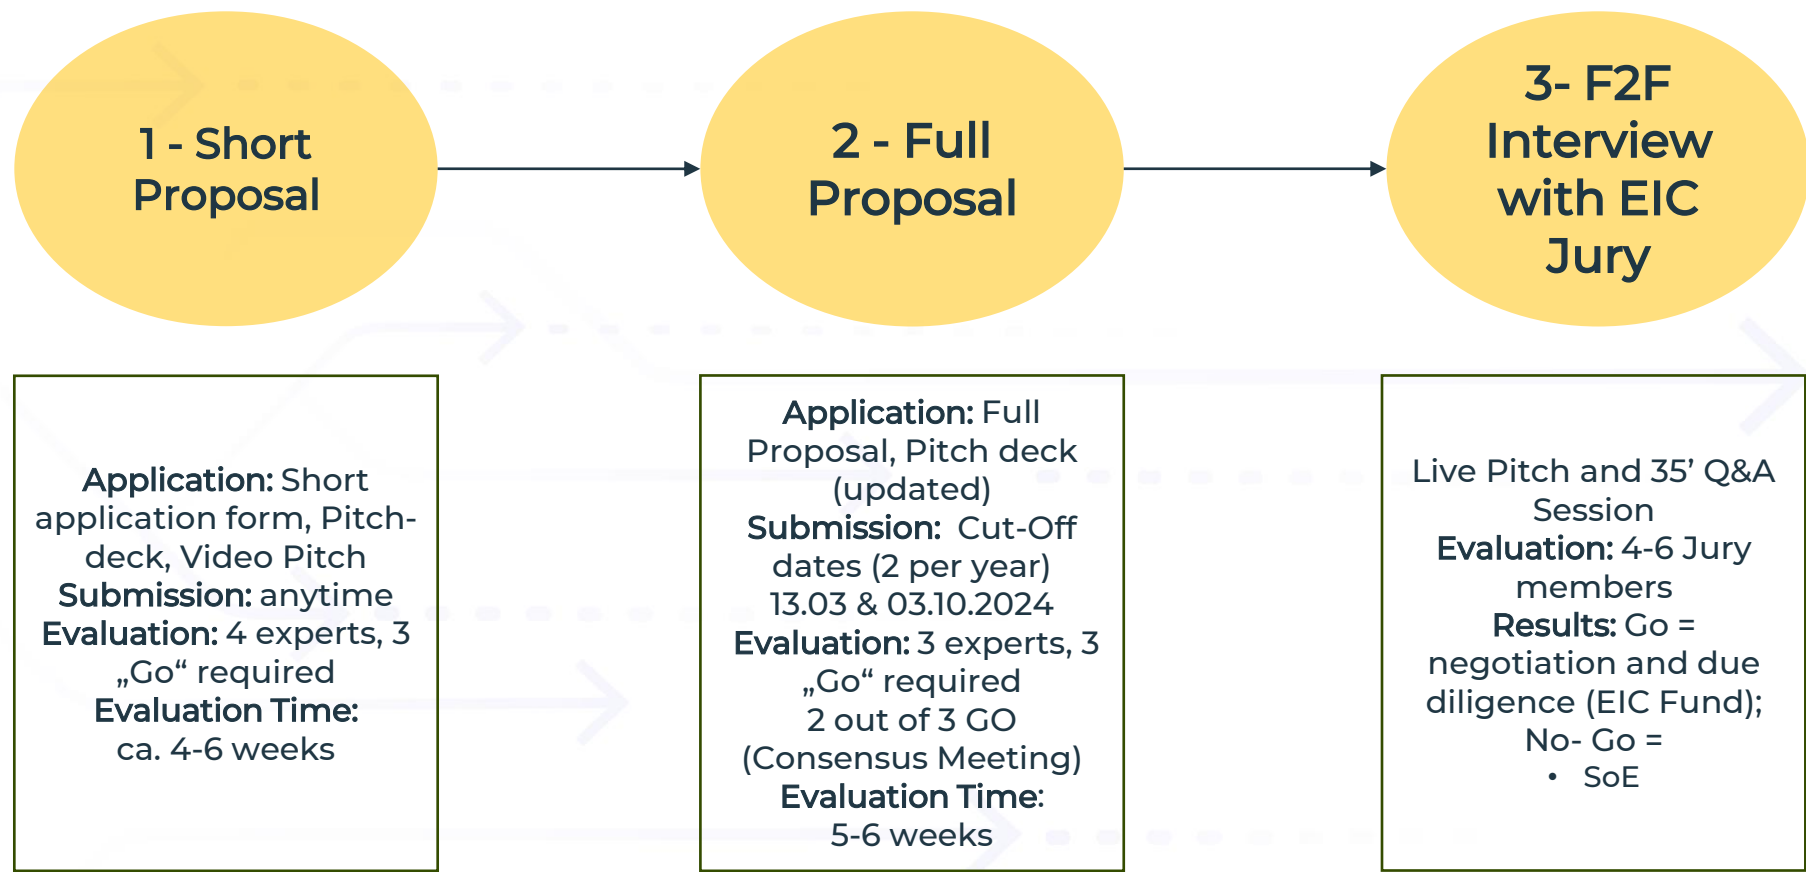 1 - Short
Proposal
2 - Full
Proposal
3- F2F
Interview
with EIC
Jury
Application: Short
application form, Pitch-
deck, Video Pitch
Submission: anytime
Evaluation: 4 experts, 3
„Go“ required
Evaluation Time:
ca. 4-6 weeks
Application: Full
Proposal, Pitch deck
(updated)
Submission:  Cut-Off
dates (2 per year)
13.03 & 03.10.2024
Evaluation: 3 experts, 3
„Go“ required
2 out of 3 GO
(Consensus Meeting)
Evaluation Time:
5-6 weeks
Live Pitch and 35’ Q&A
Session
Evaluation: 4-6 Jury
members
Results: Go =
negotiation and due
diligence (EIC Fund);
No- Go =
• SoE